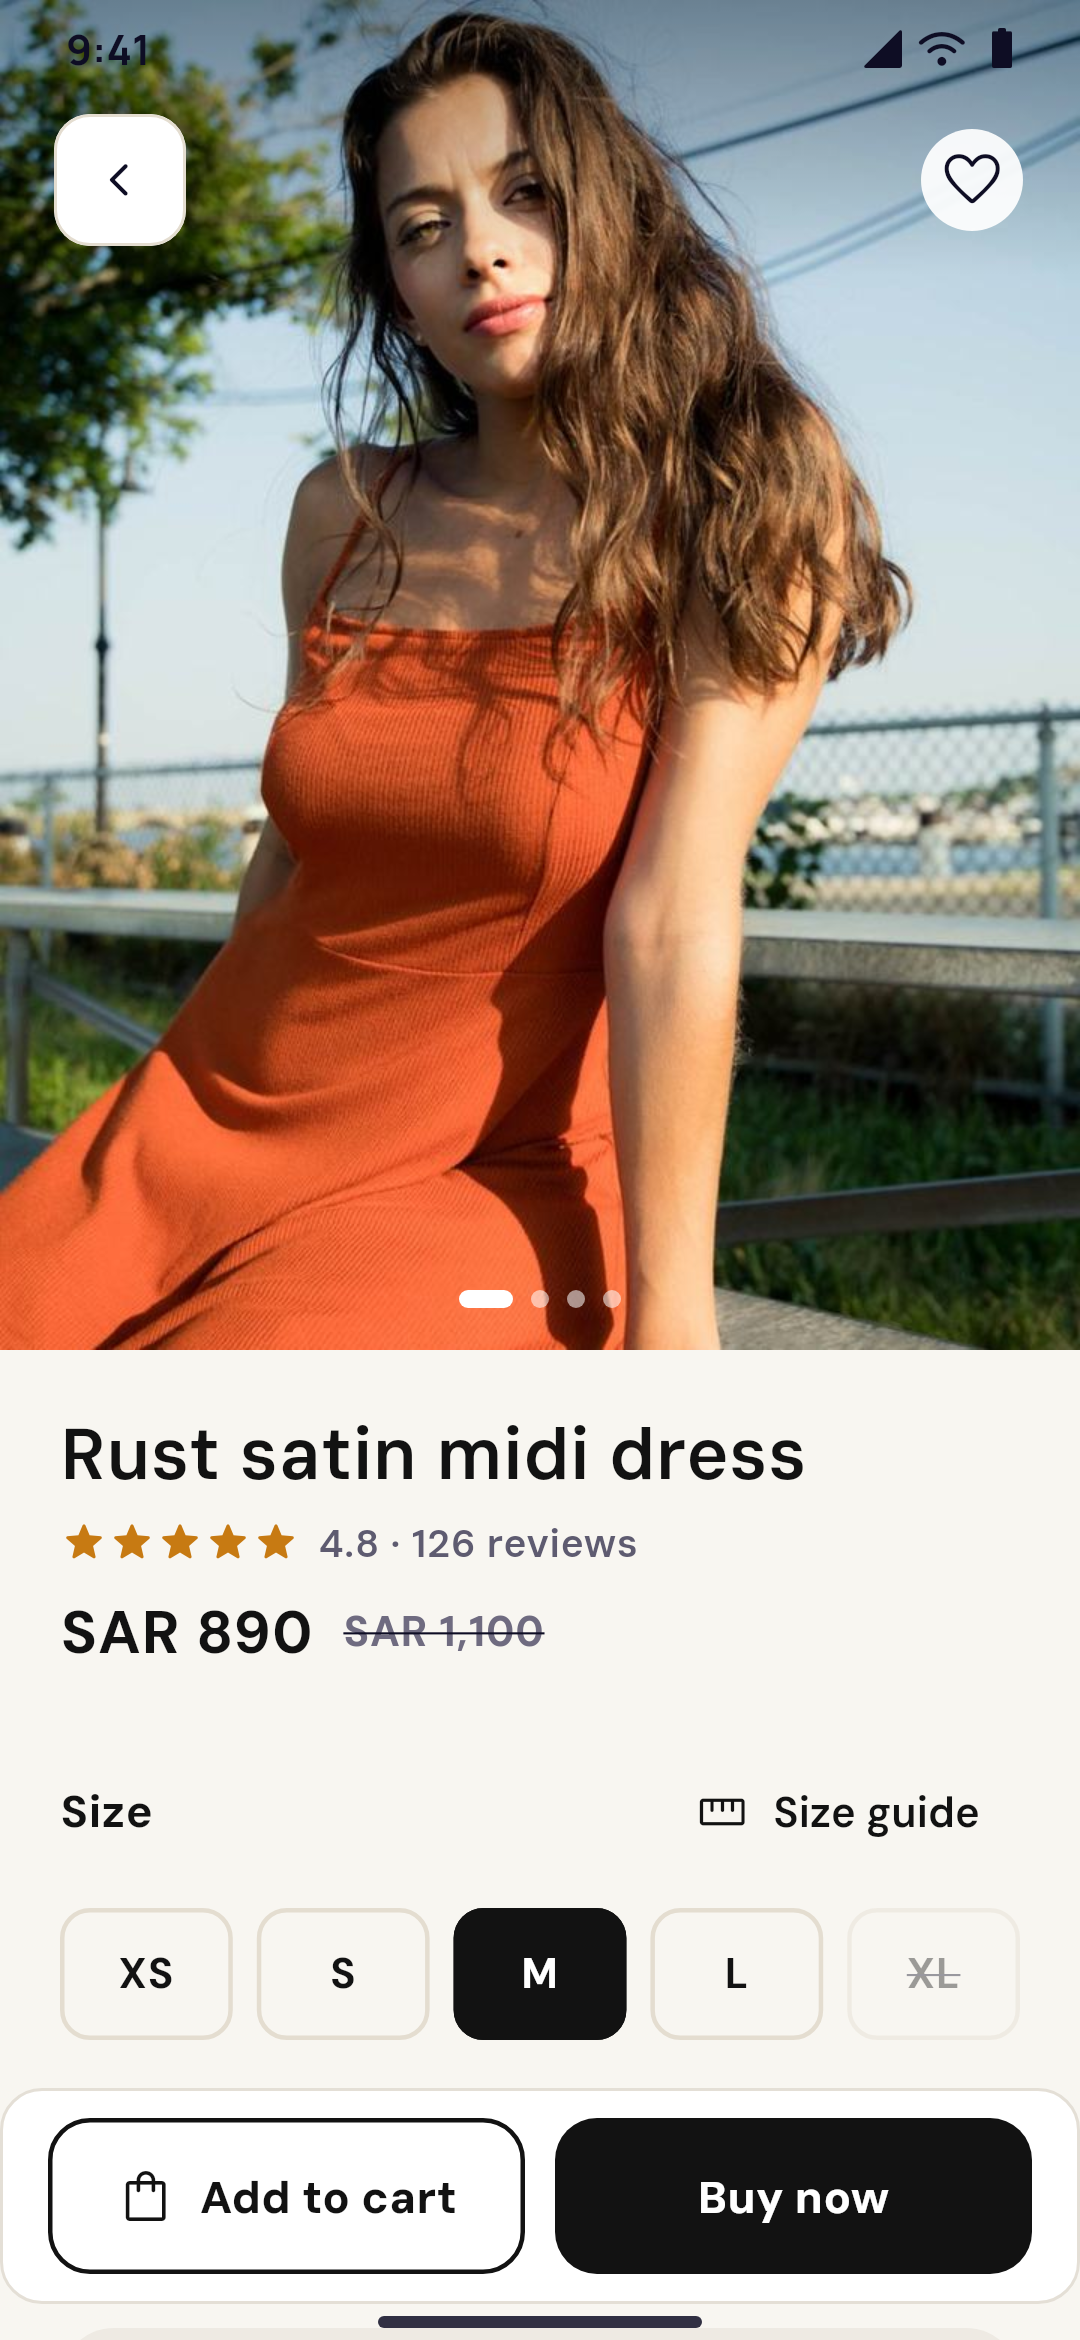 9:41
Rust satin midi dress
4.8 · 126 reviews
SAR 890 SAR 1,100
Size
Size guide
XS S M L XL
Add to cart
Buy now